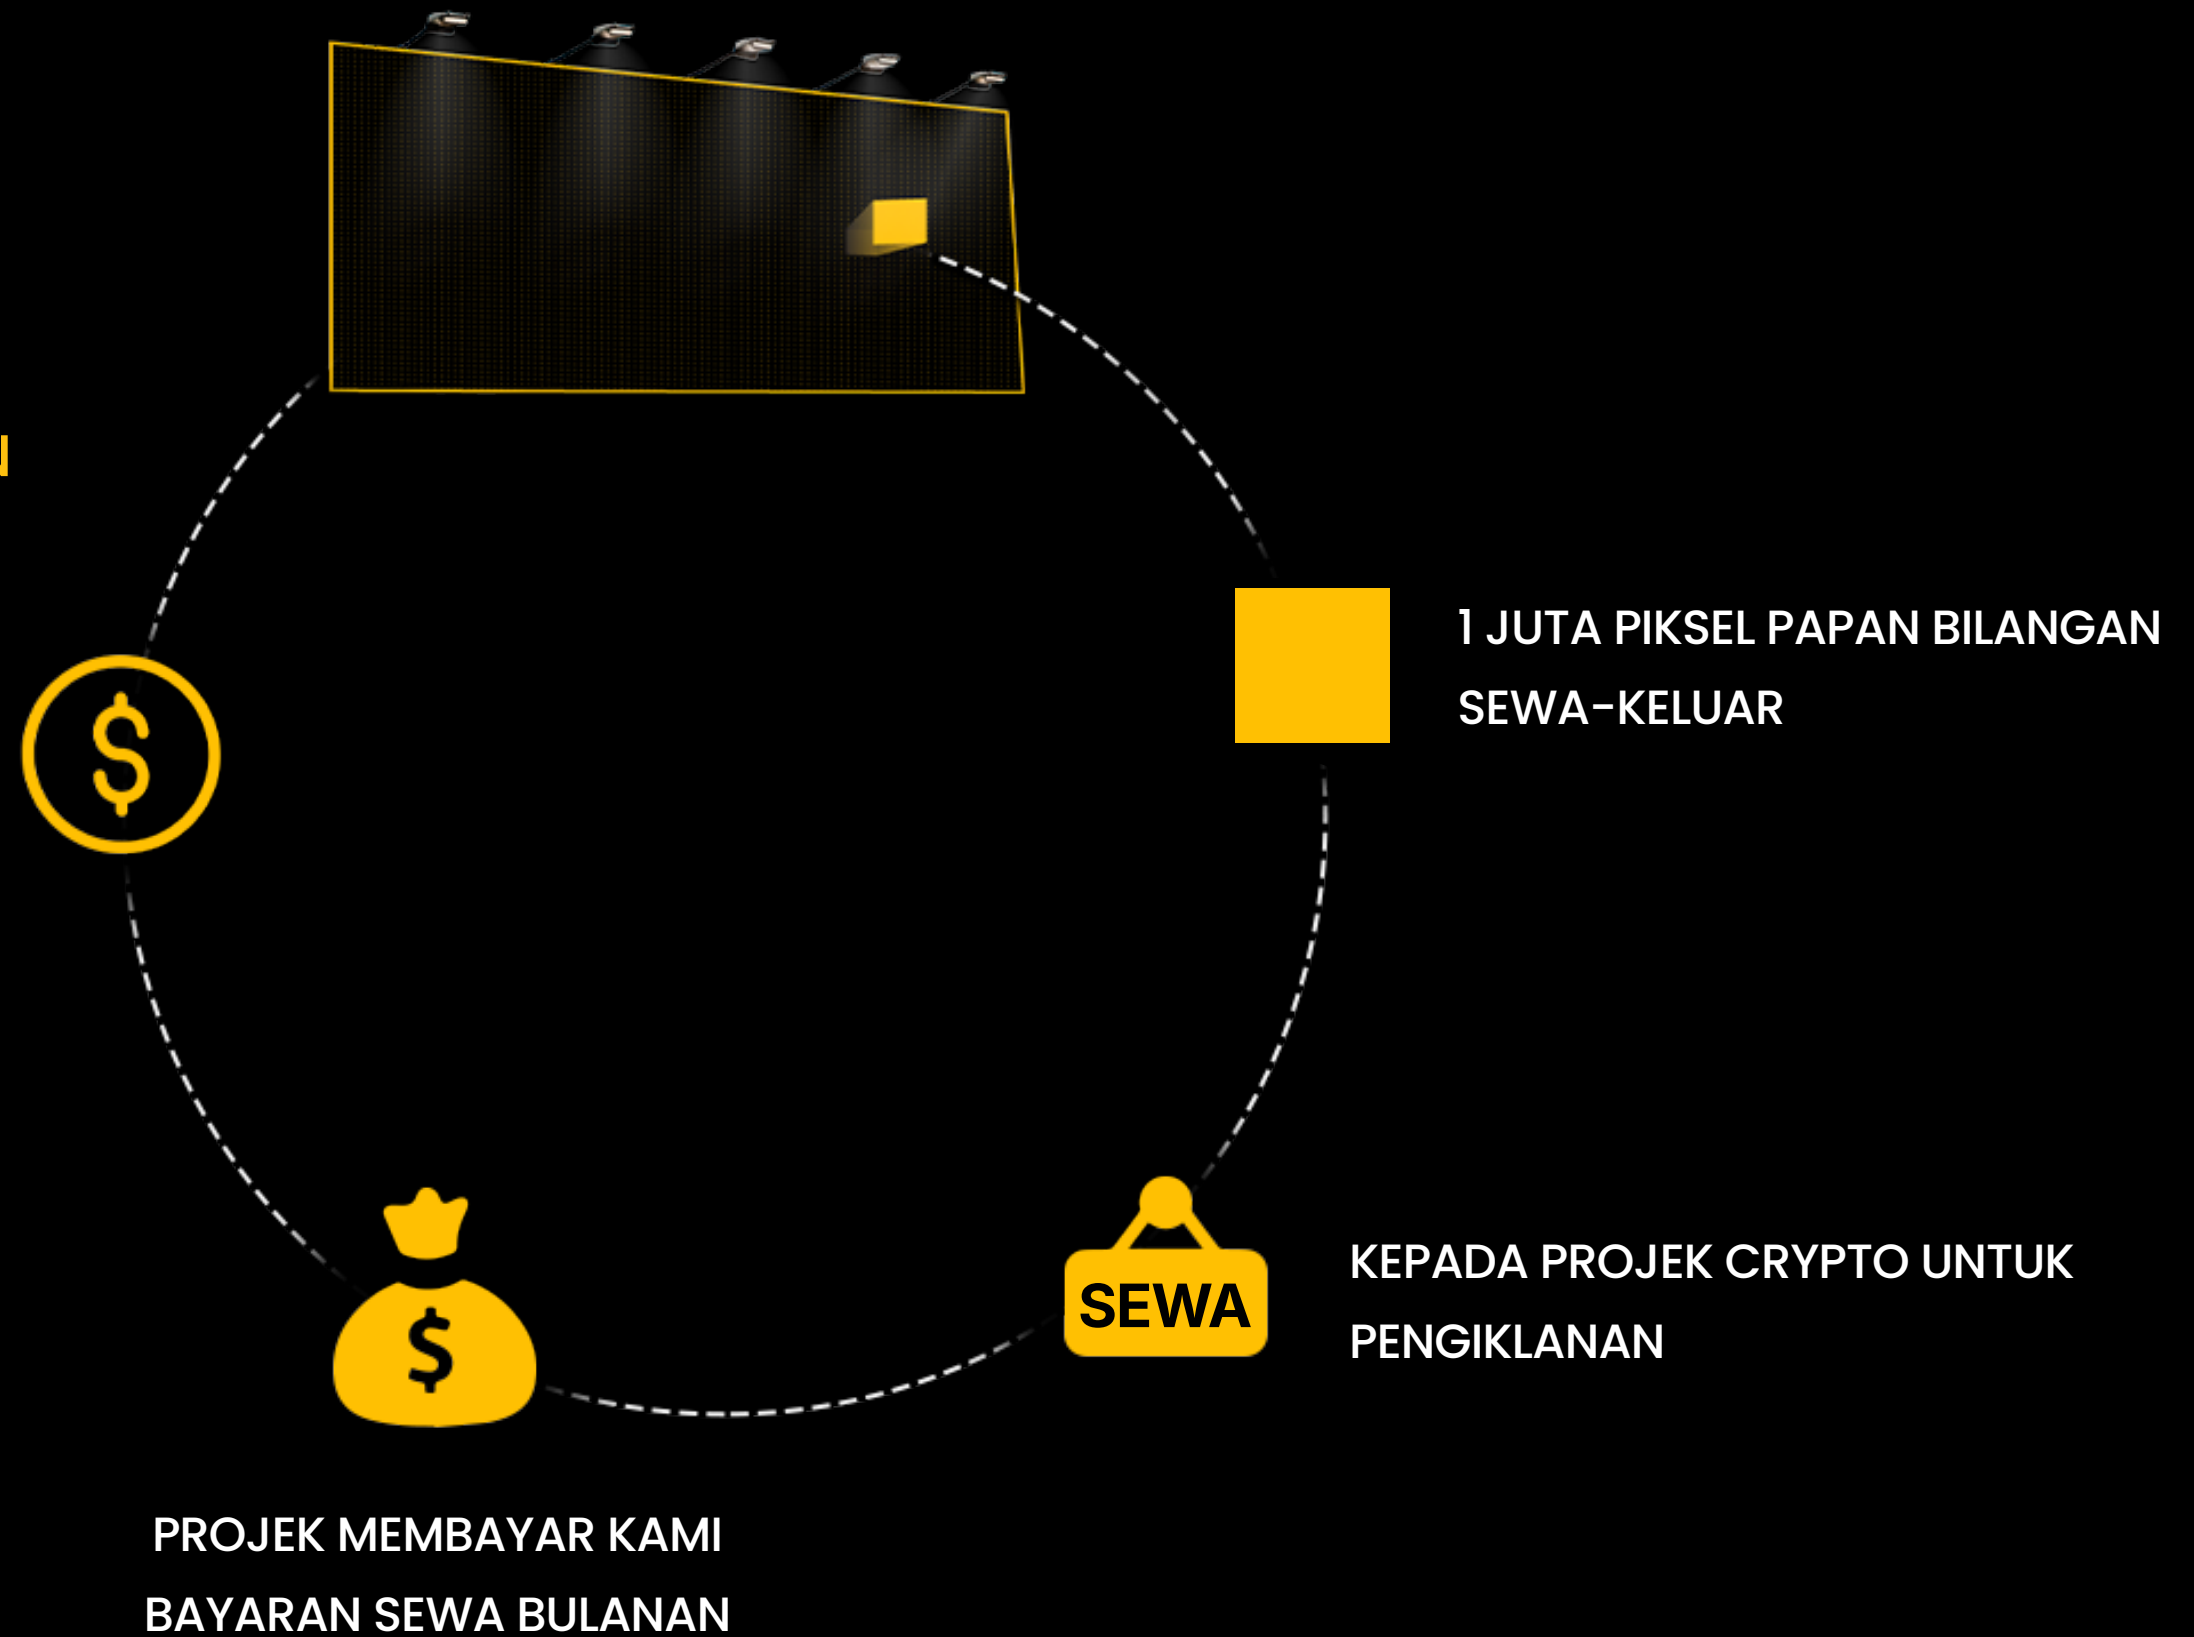 1 JUTA PIKSEL PAPAN BILANGAN
SEWA-KELUAR
SEWA
KEPADA PROJEK CRYPTO UNTUK
PENGIKLANAN
PROJEK MEMBAYAR KAMI
BAYARAN SEWA BULANAN